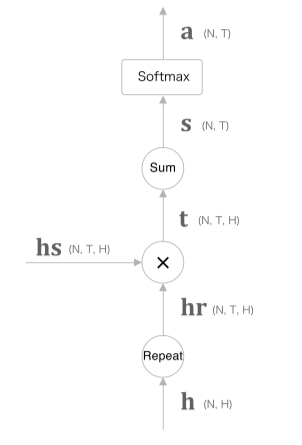 a (N, T)
Softmax
s (N, T)
Sum
t (N, T, H)
hs (N, T, H)
×
hr (N, T, H)
Repeat
h (N, H)